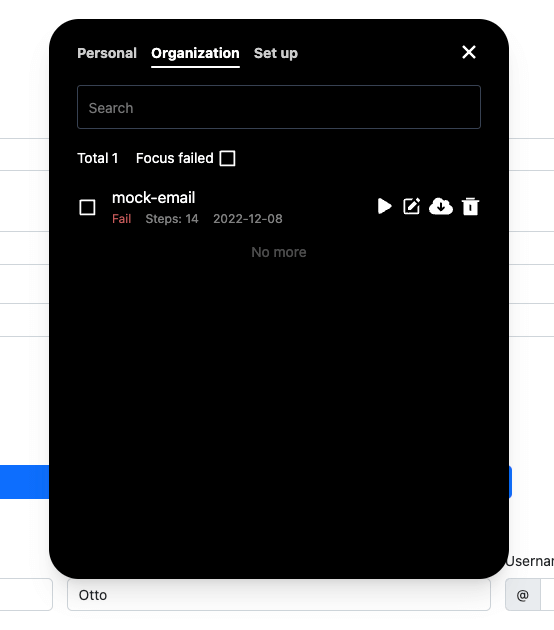 Personal Organization Set up
Search
Total 1 Focus failed
mock-email
Fail Steps: 14 2022-12-08
No more
Otto
@